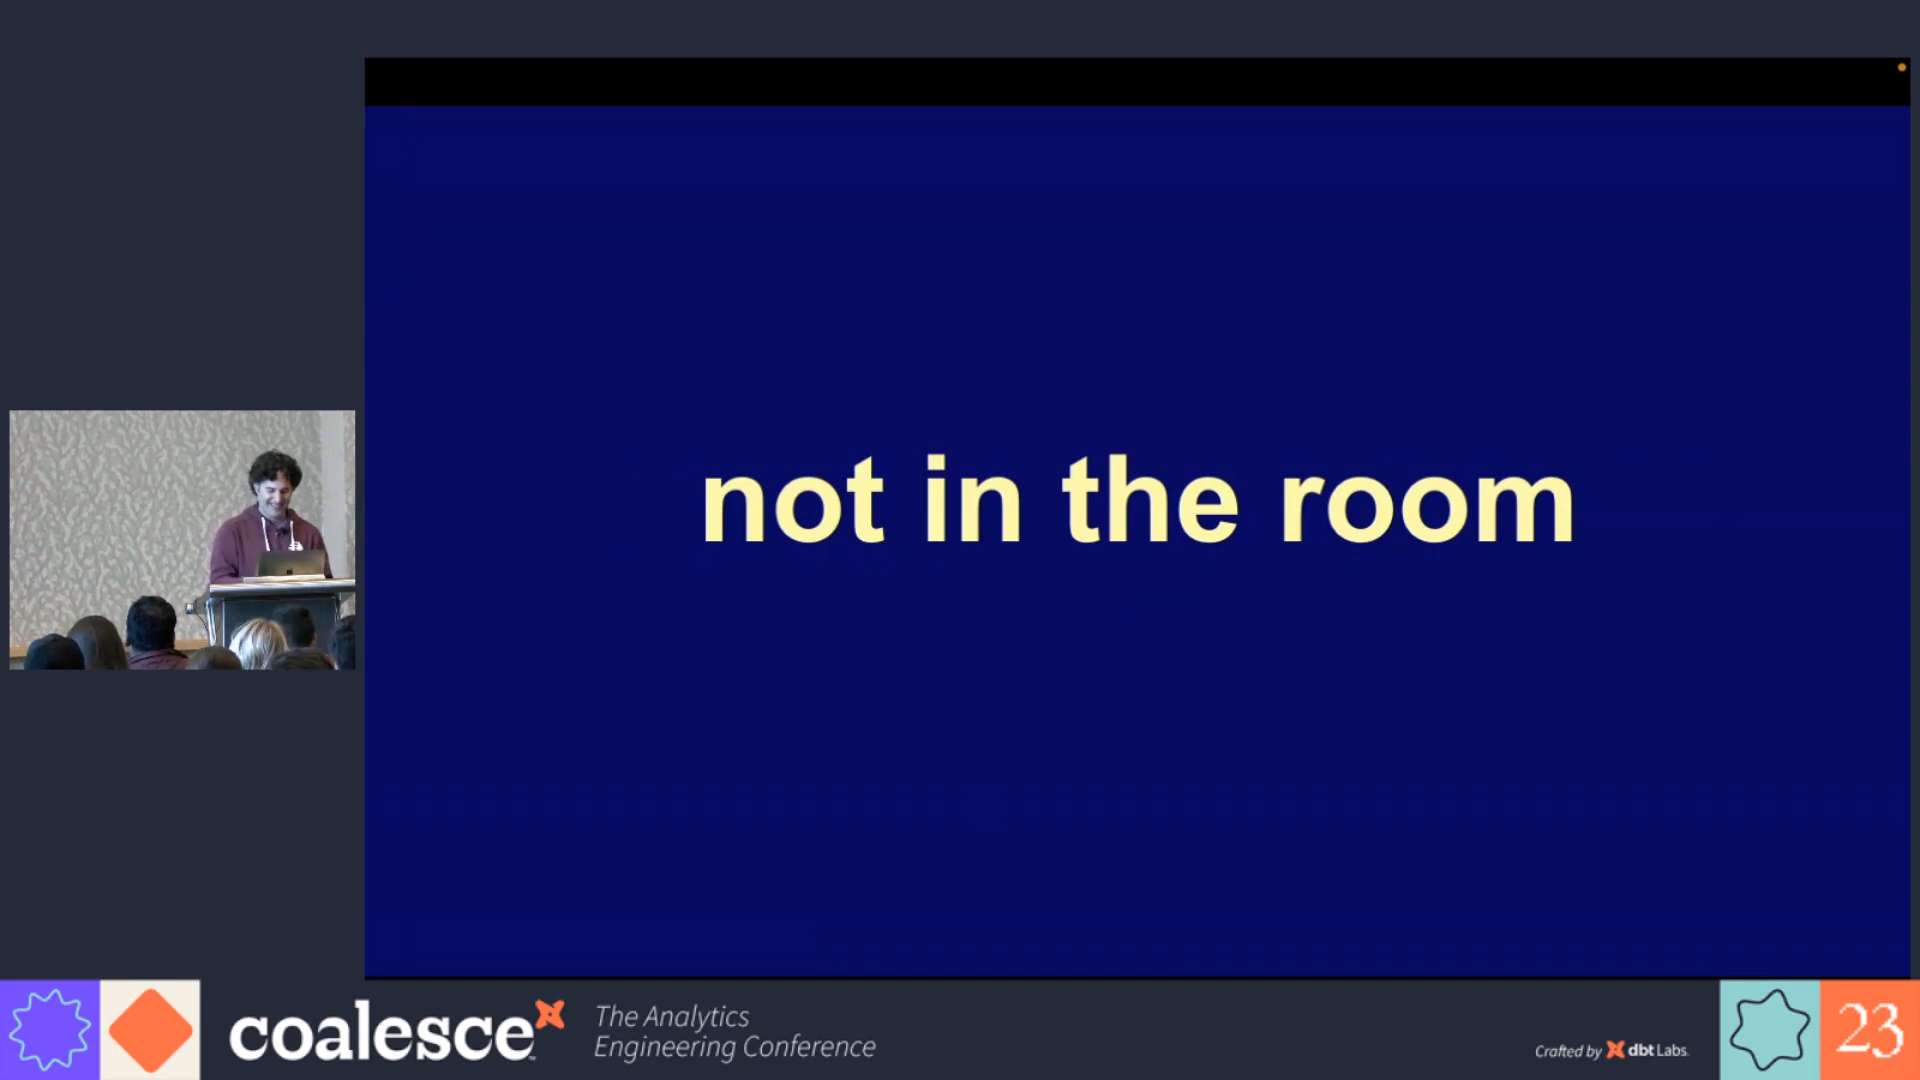 not in the room
coalesce
The Analytics
Engineering Conference
Crafted by dbt Labs
23